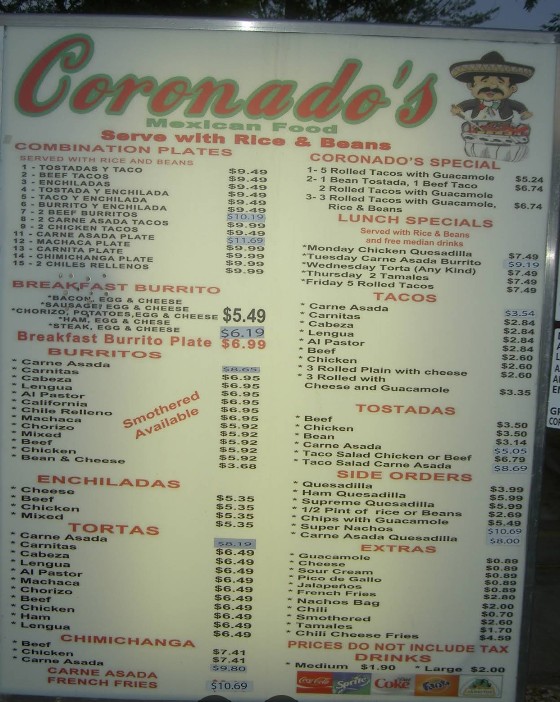 Coronado's
Mexican Food
Serve with Rice & Beans
COMBINATION PLATES
SERVED WITH RICE AND BEANS
1 - TOSTADAS Y TACO $9.49
2 - BEEF TACOS $9.49
3 - ENCHILADAS $9.49
4 - TOSTADA Y ENCHILADA $9.49
5 - TACO Y ENCHILADA $9.49
6 - BURRITO Y ENCHILADA $9.49
7 - 2 BEEF BURRITOS $10.19
8 - CARNE ASADA TACOS $9.99
9 - 2 CHICKEN TACOS $9.49
11 - CARNE ASADA PLATE $11.69
12 - MACHACA PLATE $9.99
13 - CARNITA PLATE $9.99
14 - CHIMICHANGA PLATE $9.99
15 - 2 CHILES RELLENOS $9.99
BREAKFAST BURRITO
*BACON, EGG & CHEESE
*SAUSAGE, EGG & CHEESE
*CHORIZO, POTATOES,EGG & CHEESE $5.49
*HAM, EGG & CHESE
*STEAK, EGG & CHESE $6.19
Breakfast Burrito Plate $6.99
BURRITOS
* Carne Asada $8.69
* Carnitas $6.95
* Cabeza $6.95
* Lengua $6.95
* Al Pastor $6.95
* California $6.95
* Chile Relleno $6.95
* Machaca $5.92
* Chorizo $5.92
* Mixed $5.92
* Beef $5.92
* Chicken $5.92
* Bean & Cheese $3.68
Smothered
Available
ENCHILADAS
* Cheese $5.35
* Beef $5.35
* Chicken $5.35
* Mixed $5.35
TORTAS
* Carne Asada $8.19
* Carnitas $6.49
* Cabeza $6.49
* Lengua $6.49
* Al Pastor $6.49
* Machaca $6.49
* Chorizo $6.49
* Beef $6.49
* Chicken $6.49
* Ham $6.49
* Lengua $6.49
CHIMICHANGA
* Beef $7.41
* Chicken $7.41
* Carne Asada $9.80
CARNE ASADA
FRENCH FRIES $10.69
CORONADO'S SPECIAL
1- 5 Rolled Tacos with Guacamole $5.24
2- 1 Bean Tostada, 1 Beef Taco $6.74
2 Rolled Tacos with Guacamole
3- 3 Rolled Tacos with Guacamole,
Rice & Beans $6.74
LUNCH SPECIALS
Served with Rice & Beans
and free median drinks
*Monday Chicken Quesadilla $7.49
*Tuesday Carne Asada Burrito $9.19
*Wednesday Torta (Any Kind) $7.49
*Thursday 2 Tamales $7.49
*Friday 5 Rolled Tacos $7.49
TACOS
* Carne Asada $3.54
* Carnitas $2.84
* Cabeza $2.84
* Lengua $2.84
* Al Pastor $2.84
* Beef $2.60
* Chicken $2.60
* 3 Rolled Plain with cheese $2.60
* 3 Rolled with
Cheese and Guacamole $3.35
TOSTADAS
* Beef $3.50
* Chicken $3.50
* Bean $3.14
* Carne Asada $5.05
* Taco Salad Chicken or Beef $6.79
* Taco Salad Carne Asada $8.69
SIDE ORDERS
* Quesadilla $3.99
* Ham Quesadilla $5.99
* Supreme Quesadilla $5.99
* 1/2 Pint of rice or Beans $2.69
* Chips with Guacamole $5.49
* Super Nachos $10.69
* Carne Asada Quesadilla $8.00
EXTRAS
* Guacamole $0.89
* Cheese $0.89
* Sour Cream $0.89
* Pico de Gallo $0.89
* Jalapeños $0.89
* French Fries $2.80
* Nachos Bag $2.00
* Chili $0.70
* Smothered $2.60
* Tamales $1.70
* Chili Cheese Fries $4.59
PRICES DO NOT INCLUDE TAX
DRINKS
* Medium $1.90 * Large $2.00
Coca-Cola Sprite Coke Fanta